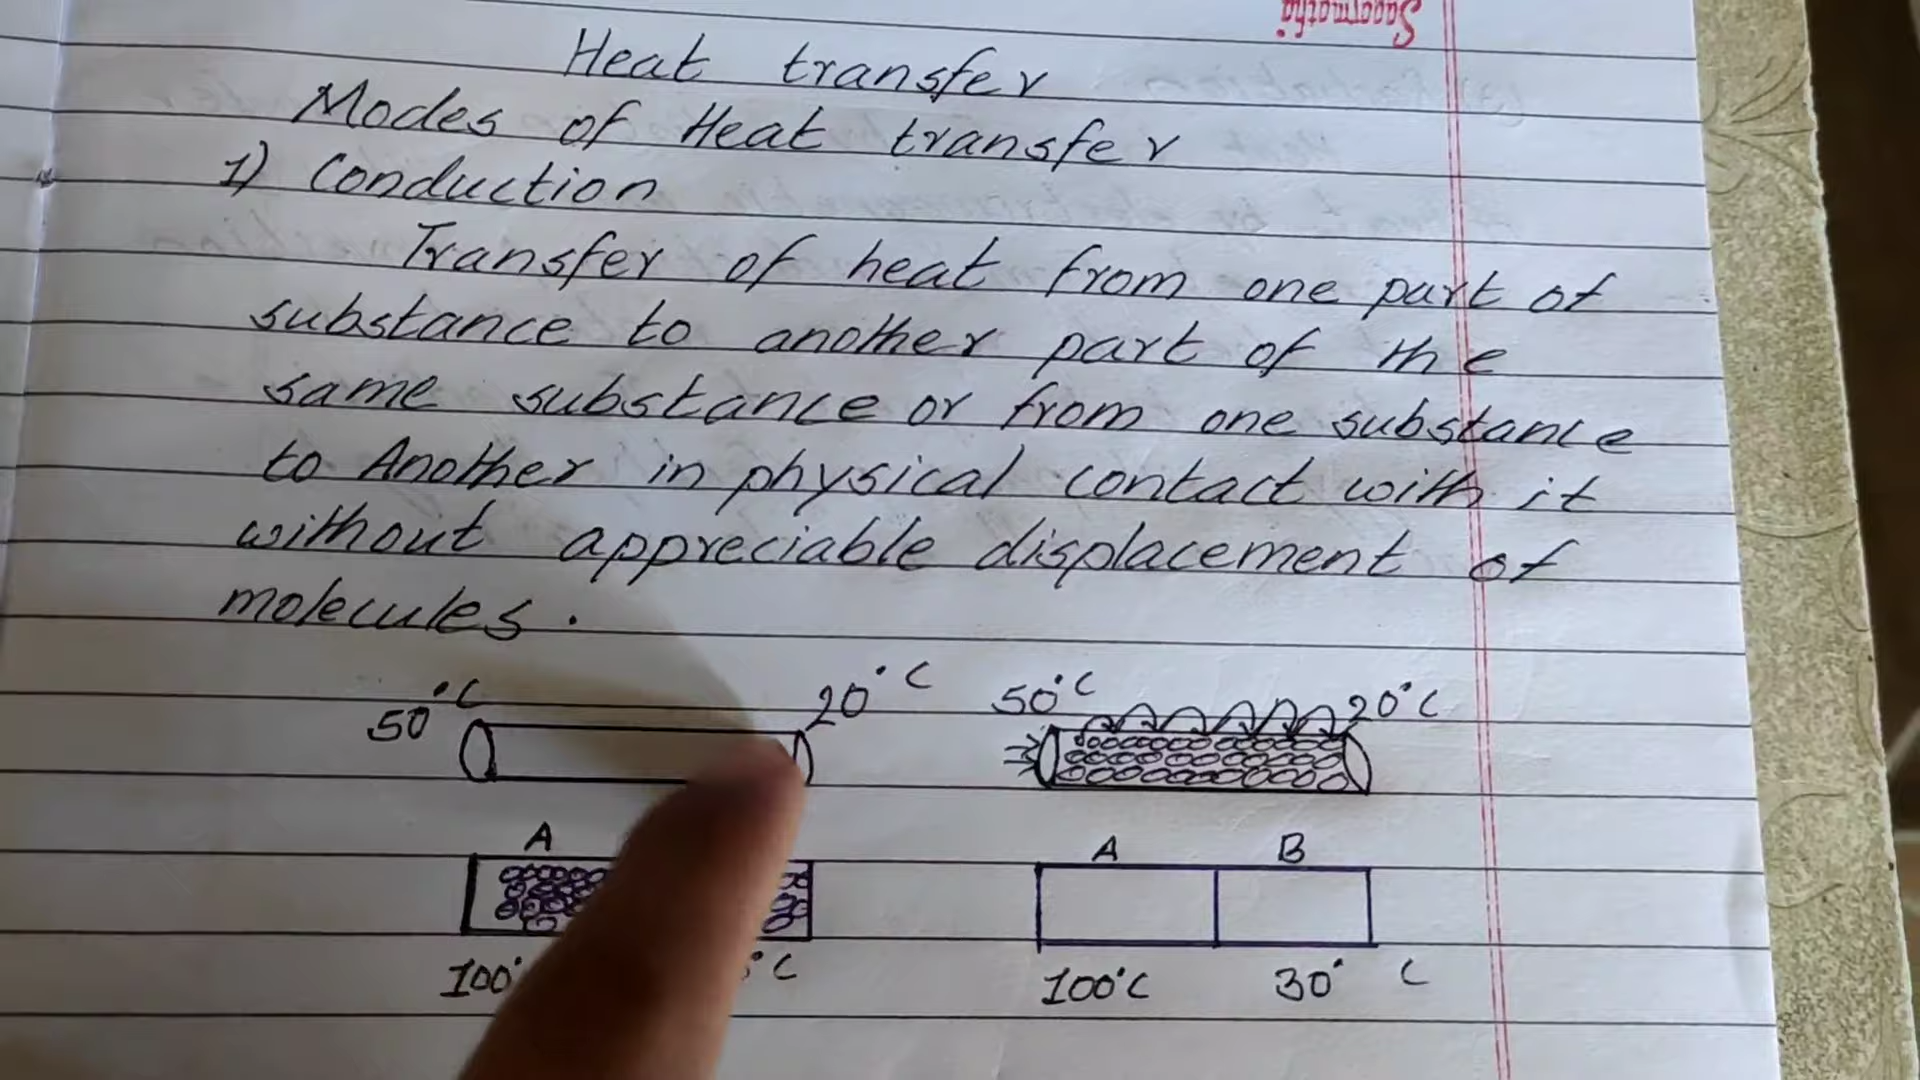 Sagarmatha
Heat transfer
Modes of Heat transfer
1) Conduction
Transfer of heat from one part of
substance to another part of the
same substance or from one substance
to Another in physical contact with it
without appreciable displacement of
molecules.
50°C 20°C 50°C 20°C
A A B
100° °C 100°C 30°C